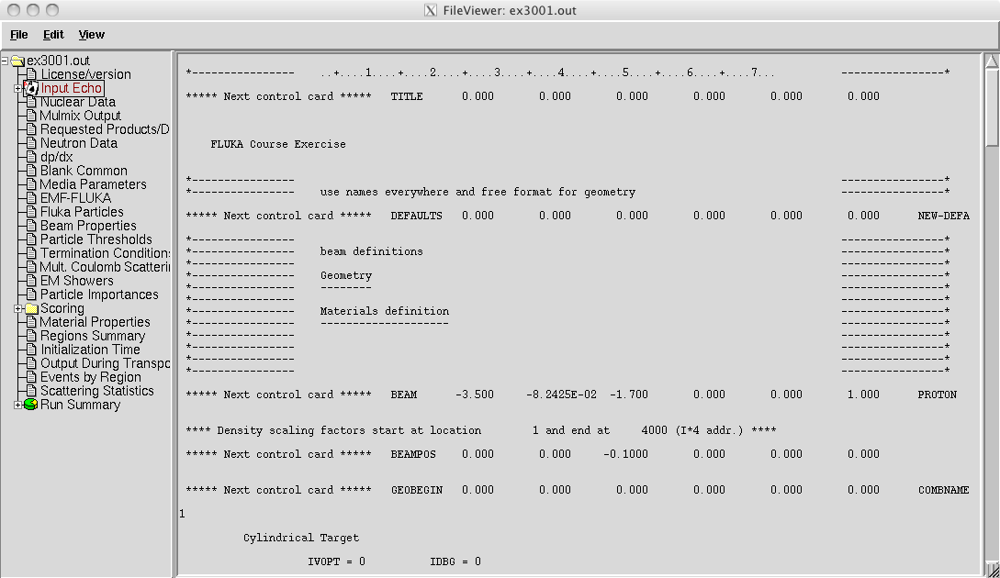 X FileViewer: ex3001.out
File Edit View
ex3001.out
License/version
Input Echo
Nuclear Data
Mulmix Output
Requested Products/D
Neutron Data
dp/dx
Blank Common
Media Parameters
EMF-FLUKA
Fluka Particles
Beam Properties
Particle Thresholds
Termination Condition
Mult. Coulomb Scatteri
EM Showers
Particle Importances
Scoring
Material Properties
Regions Summary
Initialization Time
Output During Transpo
Events by Region
Scattering Statistics
Run Summary
*---------------- ..+....1....+....2....+....3....+....4....+....5....+....6....+....7... ----------------*
***** Next control card ***** TITLE 0.000 0.000 0.000 0.000 0.000 0.000
FLUKA Course Exercise
*---------------- ----------------*
*---------------- use names everywhere and free format for geometry ----------------*
***** Next control card ***** DEFAULTS 0.000 0.000 0.000 0.000 0.000 0.000 NEW-DEFA
*---------------- ----------------*
*---------------- beam definitions ----------------*
*---------------- ----------------*
*---------------- Geometry ----------------*
*---------------- -------- ----------------*
*---------------- ----------------*
*---------------- Materials definition ----------------*
*---------------- -------------------- ----------------*
*---------------- ----------------*
*---------------- ----------------*
*---------------- ----------------*
*---------------- ----------------*
***** Next control card ***** BEAM -3.500 -8.2425E-02 -1.700 0.000 0.000 1.000 PROTON
**** Density scaling factors start at location 1 and end at 4000 (I*4 addr.) ****
***** Next control card ***** BEAMPOS 0.000 0.000 -0.1000 0.000 0.000 0.000
***** Next control card ***** GEOBEGIN 0.000 0.000 0.000 0.000 0.000 0.000 COMBNAME
1
Cylindrical Target
IVOPT = 0 IDBG = 0